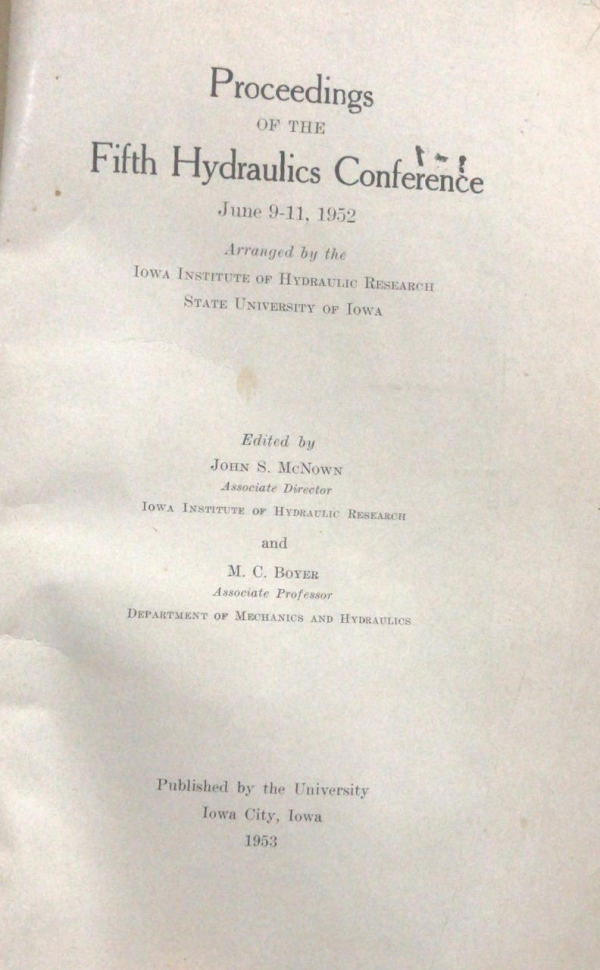 Proceedings
OF THE
Fifth Hydraulics Conference
June 9-11, 1952
Arranged by the
IOWA INSTITUTE OF HYDRAULIC RESEARCH
STATE UNIVERSITY OF IOWA
Edited by
JOHN S. MCNOWN
Associate Director
IOWA INSTITUTE OF HYDRAULIC RESEARCH
and
M. C. BOYER
Associate Professor
DEPARTMENT OF MECHANICS AND HYDRAULICS
Published by the University
Iowa City, Iowa
1953